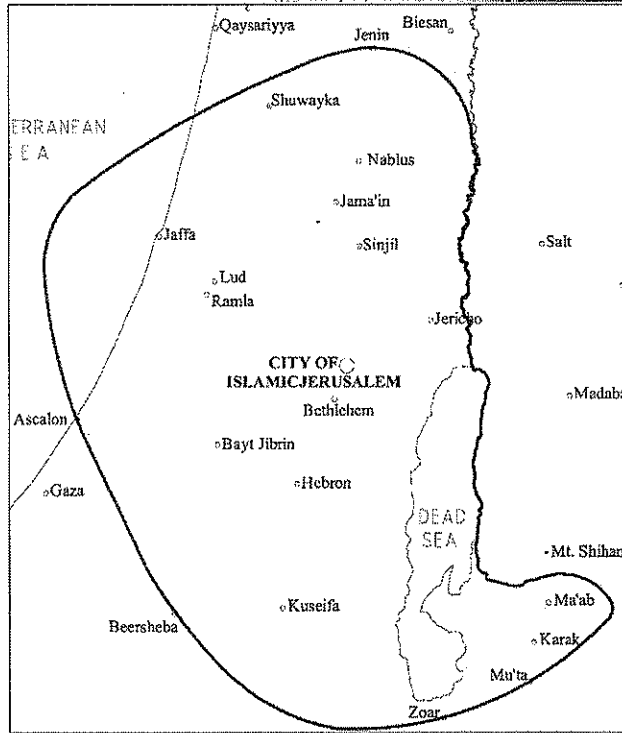 Qaysariyya
Biesan
Jenin
Shuwayka
ERRANEAN
S E A
Nablus
Jama'in
Jaffa
Sinjil
Salt
Lud
Ramla
Jericho
CITY OF
ISLAMICJERUSALEM
Madaba
Bethlehem
Ascalon
Bayt Jibrin
Gaza
Hebron
DEAD
SEA
Mt. Shihan
Ma'ab
Kuseifa
Beersheba
Karak
Mu'ta
Zoar